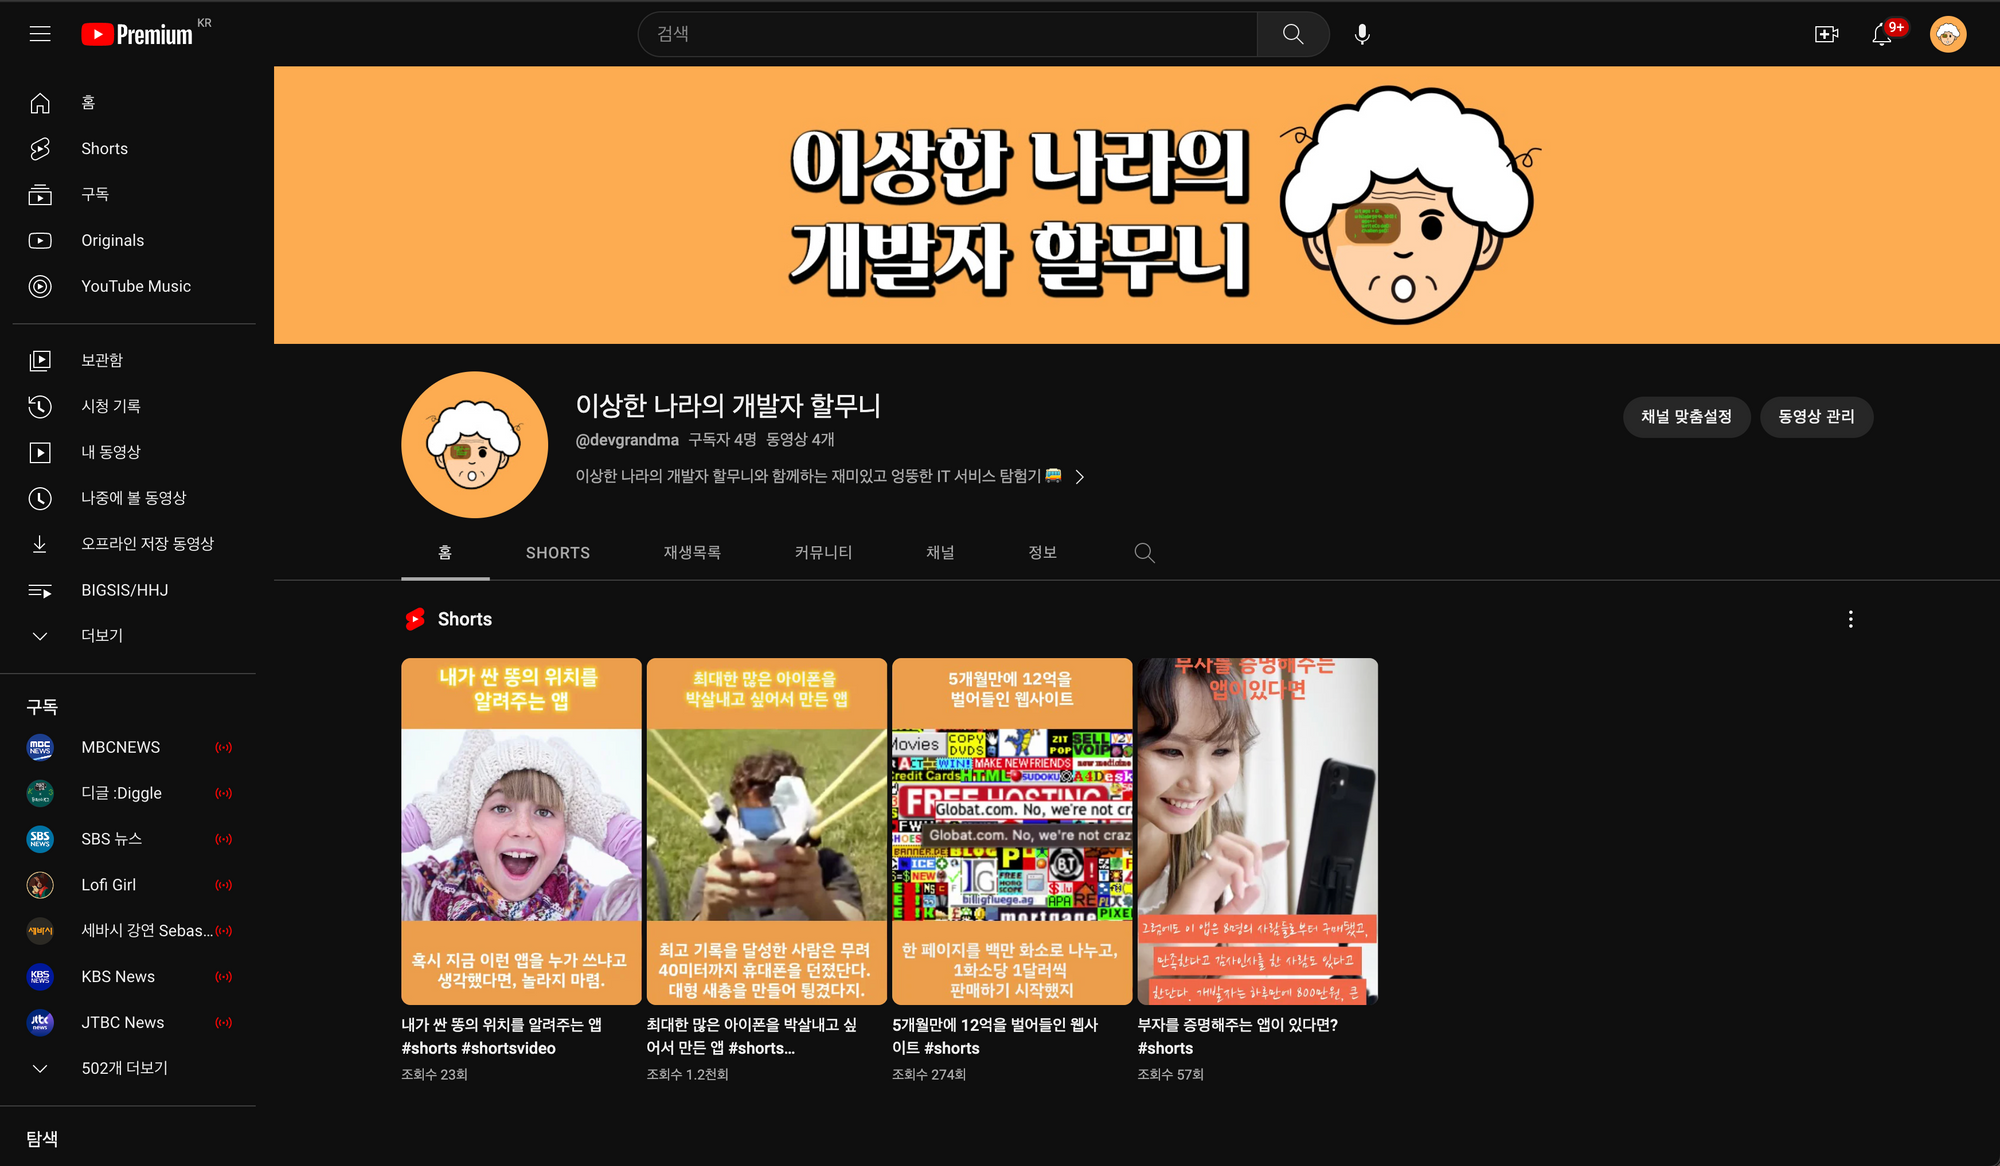 Premium KR
검색
9+
홈
Shorts
구독
Originals
YouTube Music
보관함
시청 기록
내 동영상
나중에 볼 동영상
오프라인 저장 동영상
BIGSIS/HHJ
더보기
구독
MBCNEWS
디글 :Diggle
SBS 뉴스
Lofi Girl
세바시 강연 Sebas...
KBS News
JTBC News
502개 더보기
탐색
이상한 나라의
개발자 할무니
이상한 나라의 개발자 할무니
@devgrandma 구독자 4명 동영상 4개
이상한 나라의 개발자 할무니와 함께하는 재미있고 엉뚱한 IT 서비스 탐험기
채널 맞춤설정
동영상 관리
홈
SHORTS
재생목록
커뮤니티
채널
정보
Shorts
내가 싼 똥의 위치를
알려주는 앱
혹시 지금 이런 앱을 누가 쓰냐고
생각했다면, 놀라지 마렴.
내가 싼 똥의 위치를 알려주는 앱
#shorts #shortsvideo
조회수 23회
최대한 많은 아이폰을
박살내고 싶어서 만든 앱
최고 기록을 달성한 사람은 무려
40미터까지 휴대폰을 던졌단다.
대형 새총을 만들어 튕겼다지.
최대한 많은 아이폰을 박살내고 싶
어서 만든 앱 #shorts...
조회수 1.2천회
5개월만에 12억을
벌어들인 웹사이트
Movies
COPY
DVDS
ZIT
POP
SELL
VOIP
WIN!
MAKE NEW FRIENDS
new medicine
Credit Cards
HTML
SUDOKU
FREE HOSTING
Globat.com. No, we're not cra
Globat.com. No, we're not craz
BANNER.DE
BLOG
NICE
NEW
FREE
HORO
SCOPE
billigfluege.ag
mortgage
PIXEL
한 페이지를 백만 화소로 나누고,
1화소당 1달러씩
판매하기 시작했지
5개월만에 12억을 벌어들인 웹사
이트 #shorts
조회수 274회
부자를 증명해주는
앱이있다면
그럼에도 이 앱은 8명의 사람들로부터 구매됐고,
만족한다고 감사인사를 한 사람도 있다고
한단다. 개발자는 하루만에 800만원, 큰
부자를 증명해주는 앱이 있다면?
#shorts
조회수 57회